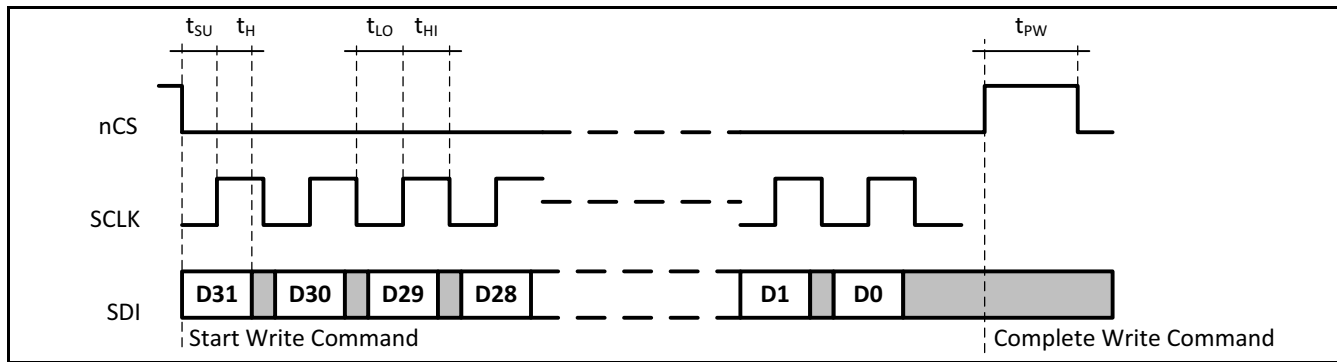 tSU tH tLO tHI tPW
nCS
SCLK
SDI D31 D30 D29 D28 D1 D0
Start Write Command Complete Write Command